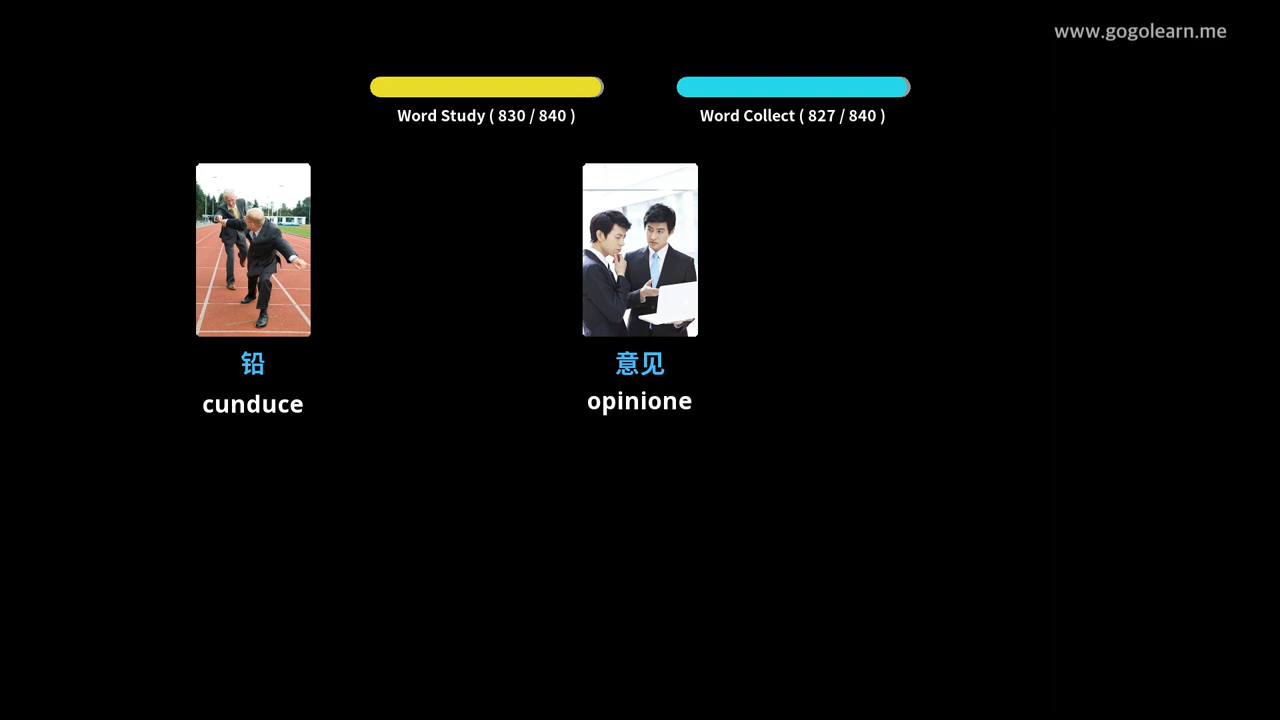 www.gogolearn.me
Word Study ( 830 / 840 )
Word Collect ( 827 / 840 )
铅
意见
cunduce
opinione